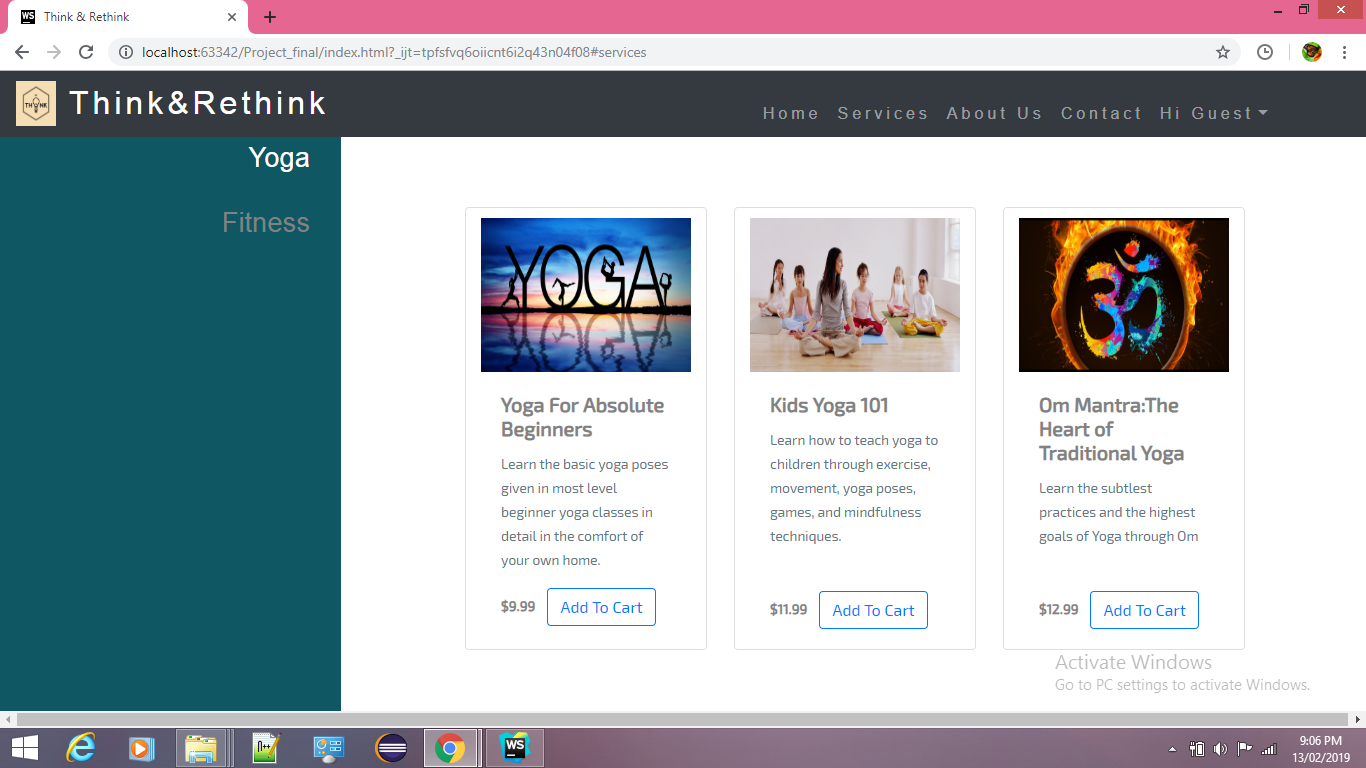 Think & Rethink
localhost:63342/Project_final/index.html?_ijt=tpfsfvq6oiicnt6i2q43n04f08#services
THINK
Think&Rethink
Home Services About Us Contact Hi Guest
Yoga
Fitness
YOGA
Yoga For Absolute
Beginners
Learn the basic yoga poses
given in most level
beginner yoga classes in
detail in the comfort of
your own home.
$9.99 Add To Cart
Kids Yoga 101
Learn how to teach yoga to
children through exercise,
movement, yoga poses,
games, and mindfulness
techniques.
$11.99 Add To Cart
ॐ
Om Mantra:The
Heart of
Traditional Yoga
Learn the subtlest
practices and the highest
goals of Yoga through Om
$12.99 Add To Cart
Activate Windows
Go to PC settings to activate Windows.
WS
9:06 PM
13/02/2019